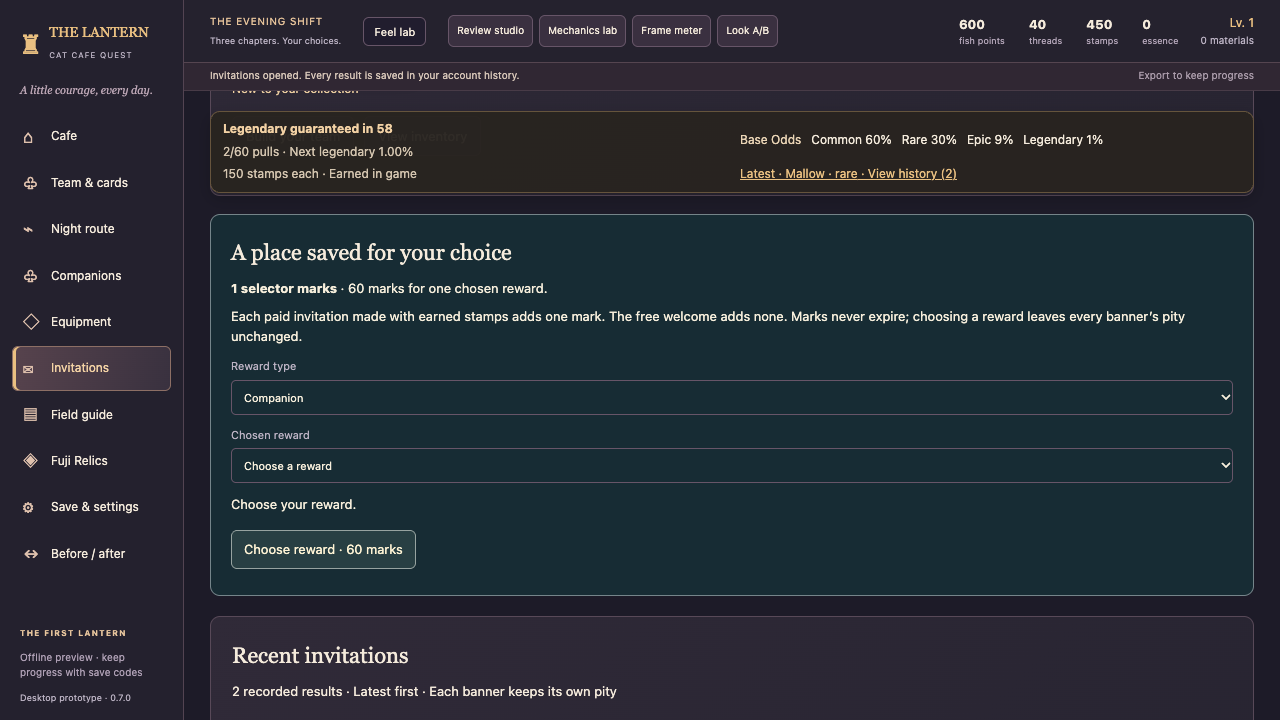 THE LANTERN
CAT CAFE QUEST
A little courage, every day.
Cafe
Team & cards
Night route
Companions
Equipment
Invitations
Field guide
Fuji Relics
Save & settings
Before / after
THE FIRST LANTERN
Offline preview · keep
progress with save codes
Desktop prototype · 0.7.0
THE EVENING SHIFT
Three chapters. Your choices.
Feel lab
Review studio
Mechanics lab
Frame meter
Look A/B
600
fish points
40
threads
450
stamps
0
essence
Lv. 1
0 materials
Invitations opened. Every result is saved in your account history.
Export to keep progress
New to your collection
Legendary guaranteed in 58
2/60 pulls · Next legendary 1.00%
150 stamps each · Earned in game
Base Odds Common 60% Rare 30% Epic 9% Legendary 1%
Latest · Mallow · rare · View history (2)
A place saved for your choice
1 selector marks · 60 marks for one chosen reward.
Each paid invitation made with earned stamps adds one mark. The free welcome adds none. Marks never expire; choosing a reward leaves every banner’s pity
unchanged.
Reward type
Companion
Chosen reward
Choose a reward
Choose your reward.
Choose reward · 60 marks
Recent invitations
2 recorded results · Latest first · Each banner keeps its own pity